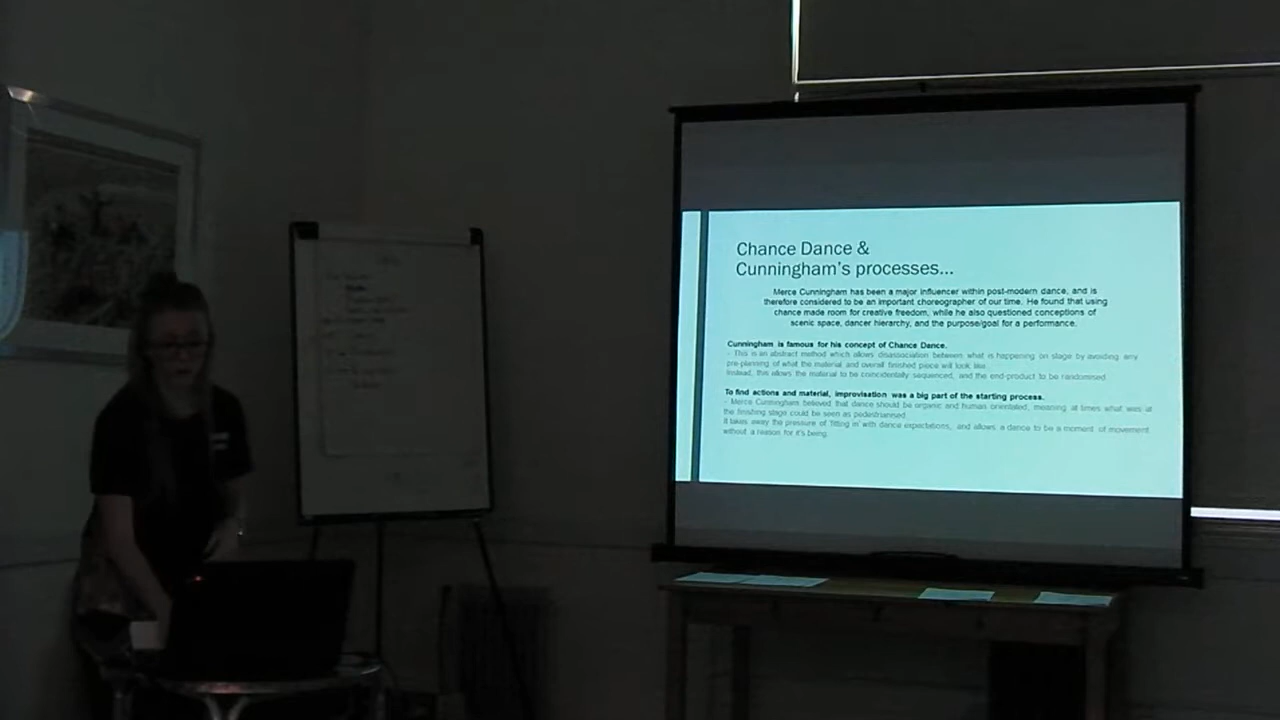 Chance Dance &
Cunningham's processes...
Merce Cunningham has been a major influencer within post-modern dance, and is
therefore considered to be an important choreographer of our time. He found that using
chance made room for creative freedom, while he also questioned conceptions of
scenic space, dancer hierarchy, and the purpose/goal for a performance.
Cunningham is famous for his concept of Chance Dance.
- This is an abstract method which allows disassociation between what is happening on stage by avoiding any
pre-planning of what the material and overall finished piece will look like.
Instead, this allows the material to be coincidentally sequenced, and the end-product to be randomised.
To find actions and material, improvisation was a big part of the starting process.
- Merce Cunningham believed that dance should be organic and human orientated, meaning at times what was at
the finishing stage could be seen as pedestrianised.
It takes away the pressure of 'fitting in' with dance expectations, and allows a dance to be a moment of movement
without a reason for it's being.